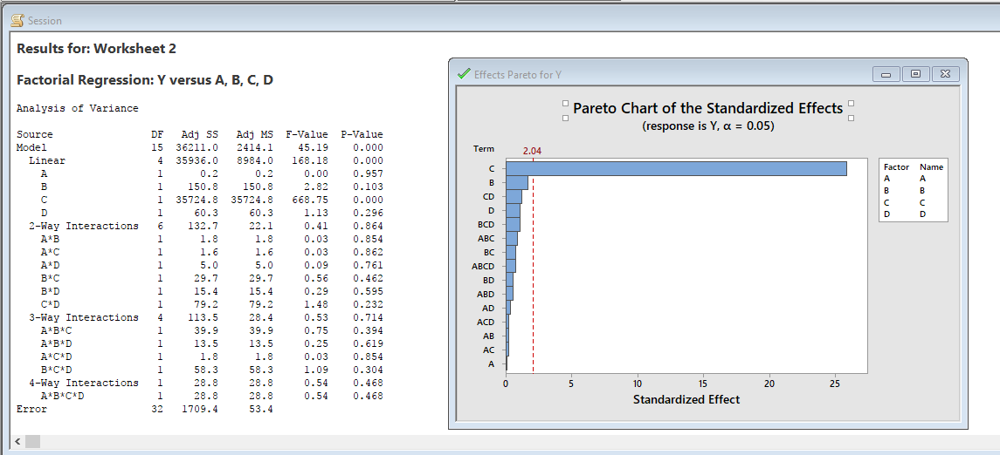 Session
Results for: Worksheet 2
Factorial Regression: Y versus A, B, C, D
Analysis of Variance
Source DF Adj SS Adj MS F-Value P-Value
Model 15 36211.0 2414.1 45.19 0.000
Linear 4 35936.0 8984.0 168.18 0.000
A 1 0.2 0.2 0.00 0.957
B 1 150.8 150.8 2.82 0.103
C 1 35724.8 35724.8 668.75 0.000
D 1 60.3 60.3 1.13 0.296
2-Way Interactions 6 132.7 22.1 0.41 0.864
A*B 1 1.8 1.8 0.03 0.854
A*C 1 1.6 1.6 0.03 0.862
A*D 1 5.0 5.0 0.09 0.761
B*C 1 29.7 29.7 0.56 0.462
B*D 1 15.4 15.4 0.29 0.595
C*D 1 79.2 79.2 1.48 0.232
3-Way Interactions 4 113.5 28.4 0.53 0.714
A*B*C 1 39.9 39.9 0.75 0.394
A*B*D 1 13.5 13.5 0.25 0.619
A*C*D 1 1.8 1.8 0.03 0.854
B*C*D 1 58.3 58.3 1.09 0.304
4-Way Interactions 1 28.8 28.8 0.54 0.468
A*B*C*D 1 28.8 28.8 0.54 0.468
Error 32 1709.4 53.4
Effects Pareto for Y
Pareto Chart of the Standardized Effects
(response is Y, α = 0.05)
Term
2.04
C
B
CD
D
BCD
ABC
BC
ABCD
BD
ABD
AD
ACD
AB
AC
A
0 5 10 15 20 25
Standardized Effect
Factor Name
A A
B B
C C
D D